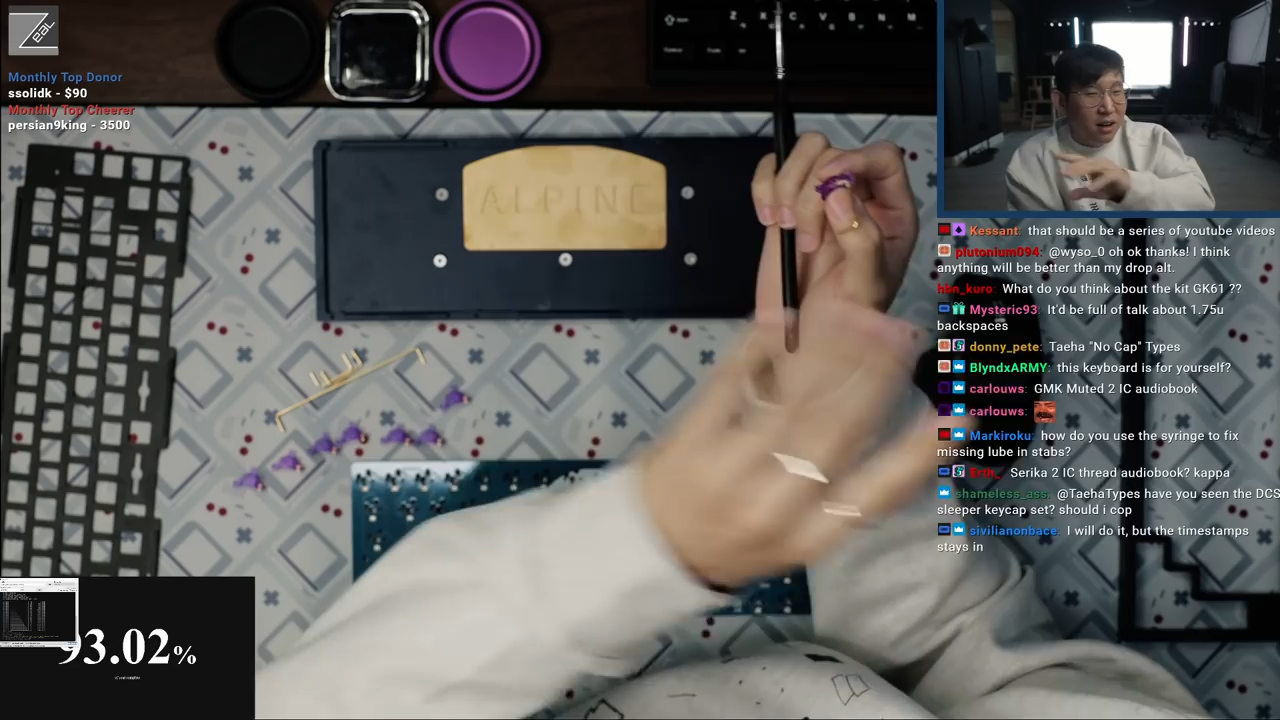 Zeal
Monthly Top Donor
ssolidk - $90
Monthly Top Cheerer
persian9king - 3500
Z X C V B N M
ALPINE
Kessant: that should be a series of youtube videos
plutonium094: @wyso_0 oh ok thanks! I think
anything will be better than my drop alt.
hbn_kuro: What do you think about the kit GK61 ??
Mysteric93: It'd be full of talk about 1.75u
backspaces
donny_pete: Taeha "No Cap" Types
BlyndxARMY: this keyboard is for yourself?
carlouws: GMK Muted 2 IC audiobook
carlouws:
Markiroku: how do you use the syringe to fix
missing lube in stabs?
Erth_: Serika 2 IC thread audiobook? kappa
shameless_ass: @TaehaTypes have you seen the DCS
sleeper keycap set? should i cop
sivilianonbace: I will do it, but the timestamps
stays in
93.02%